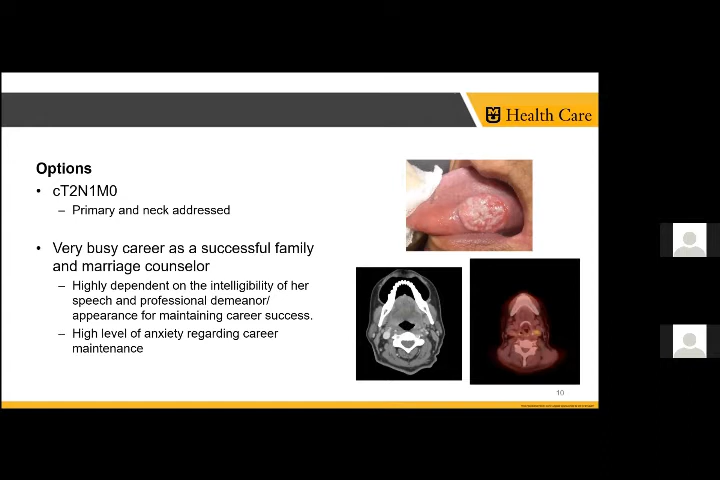 Health Care
Options
• cT2N1M0
– Primary and neck addressed
• Very busy career as a successful family
and marriage counselor
– Highly dependent on the intelligibility of her
speech and professional demeanor/
appearance for maintaining career success.
– High level of anxiety regarding career
maintenance
10